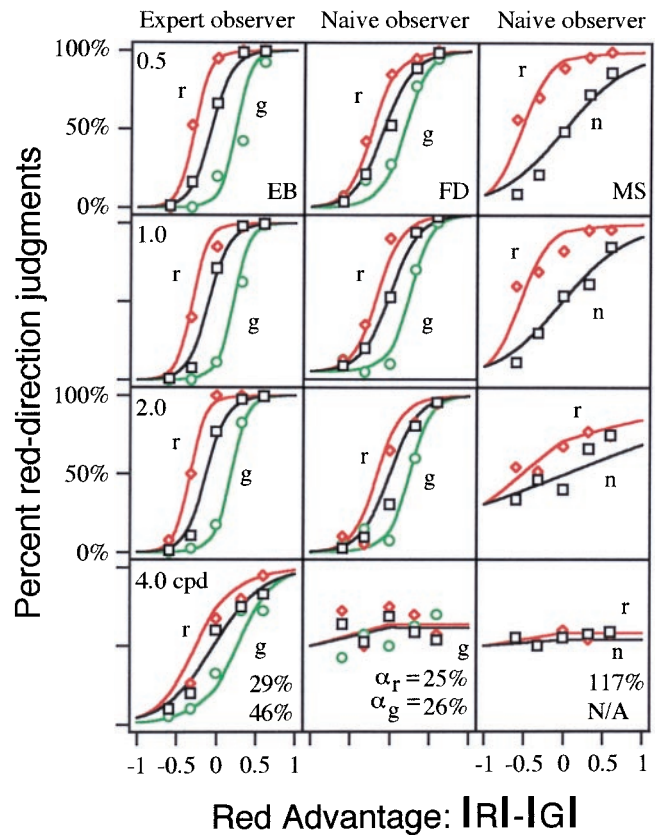 Expert observer Naive observer Naive observer
Percent red-direction judgments
100%
50%
0%
0.5
r
g
EB
r
g
FD
r
n
MS
1.0
r
g
r
g
r
n
100%
50%
0%
2.0
r
g
r
g
r
n
4.0 cpd
r
g
29%
46%
g
αr = 25%
αg = 26%
r
n
117%
N/A
-1 -0.5 0 0.5 1
-1 -0.5 0 0.5 1
Red Advantage: |R|-|G|